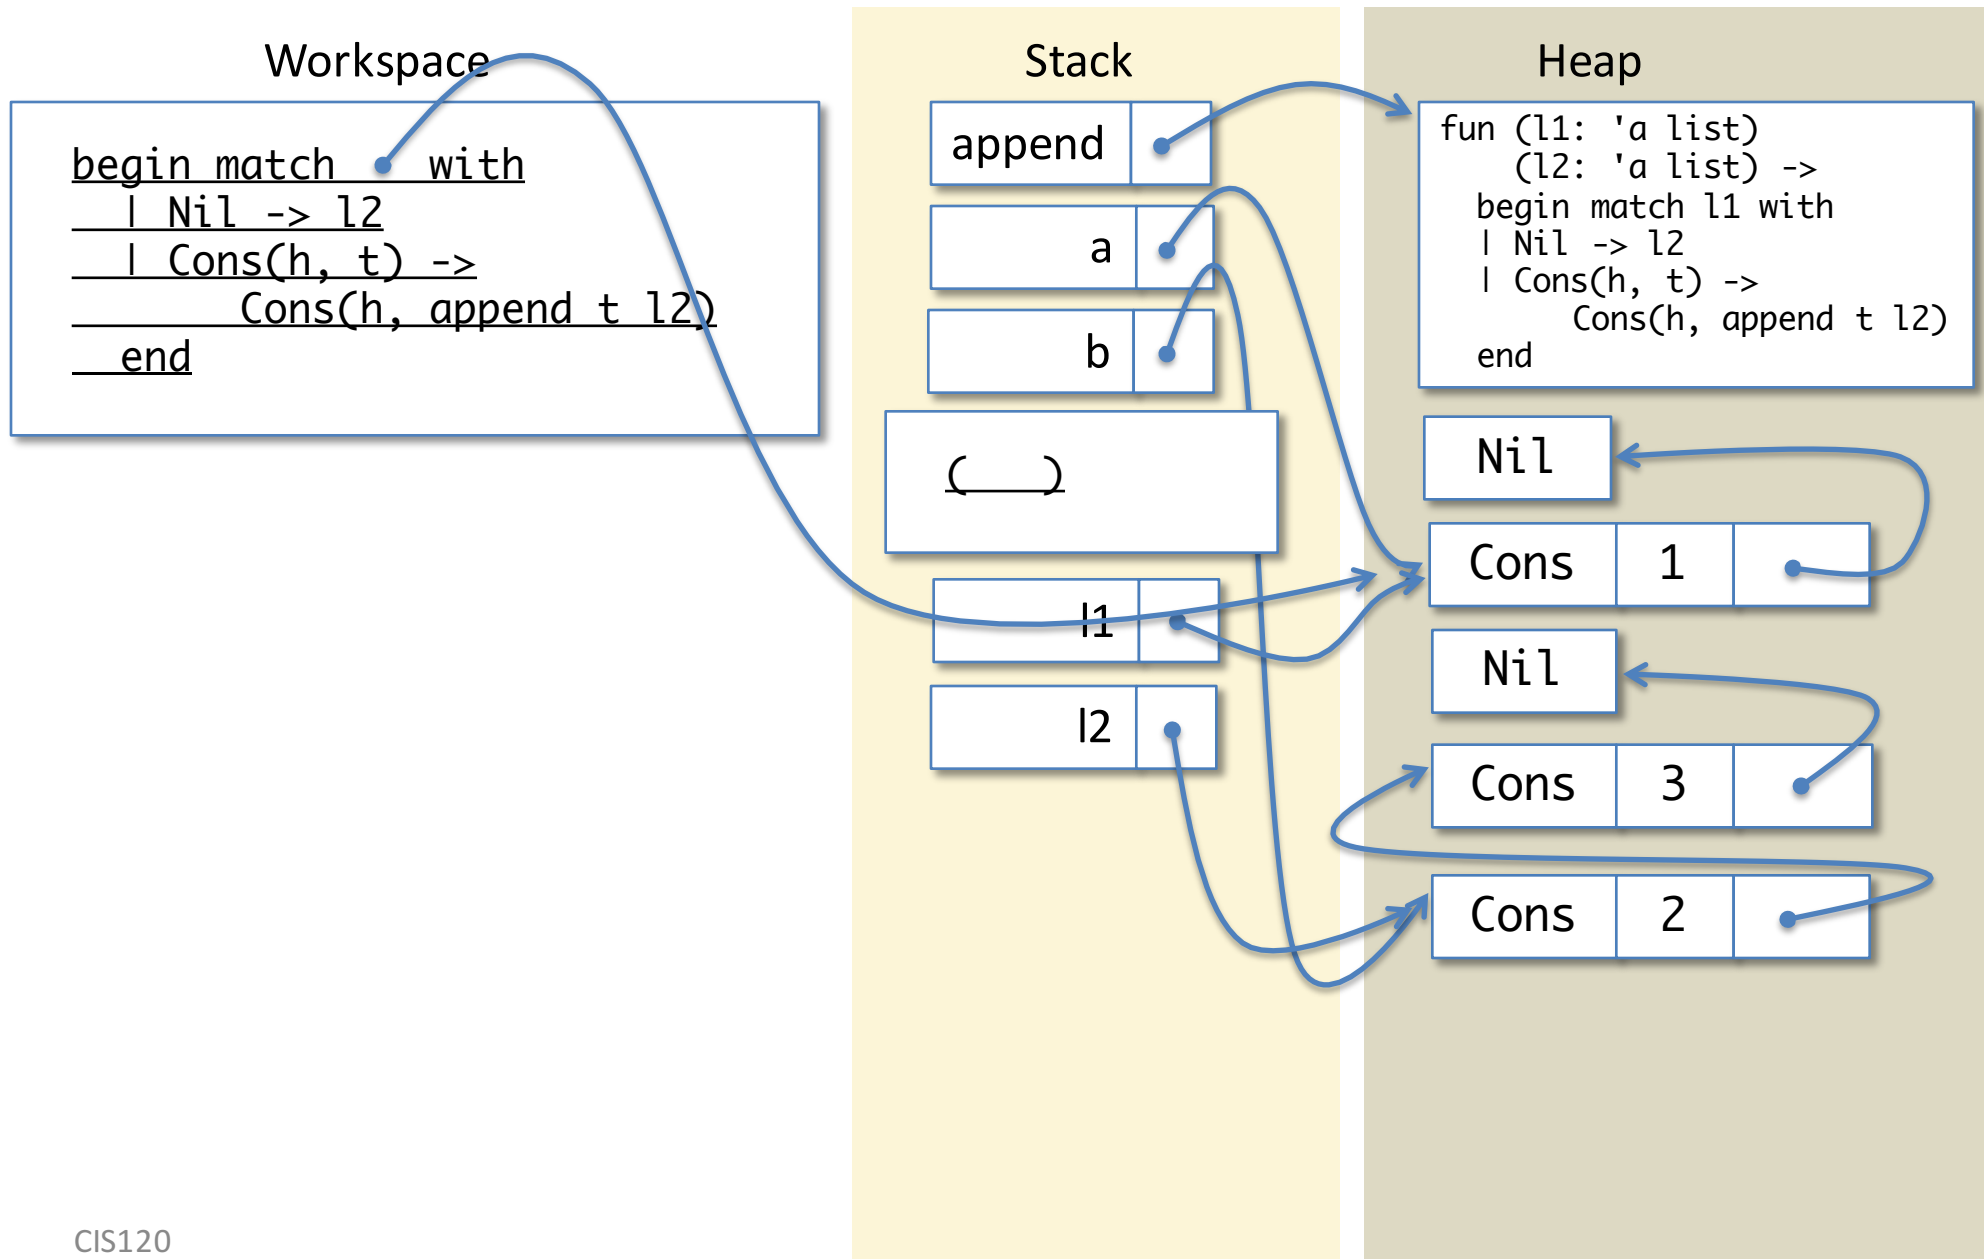 Workspace
begin match with
| Nil -> l2
| Cons(h, t) ->
Cons(h, append t l2)
end
Stack
append
a
b
( )
l1
l2
Heap
fun (l1: 'a list)
(l2: 'a list) ->
begin match l1 with
| Nil -> l2
| Cons(h, t) ->
Cons(h, append t l2)
end
Nil
Cons 1
Nil
Cons 3
Cons 2
CIS120